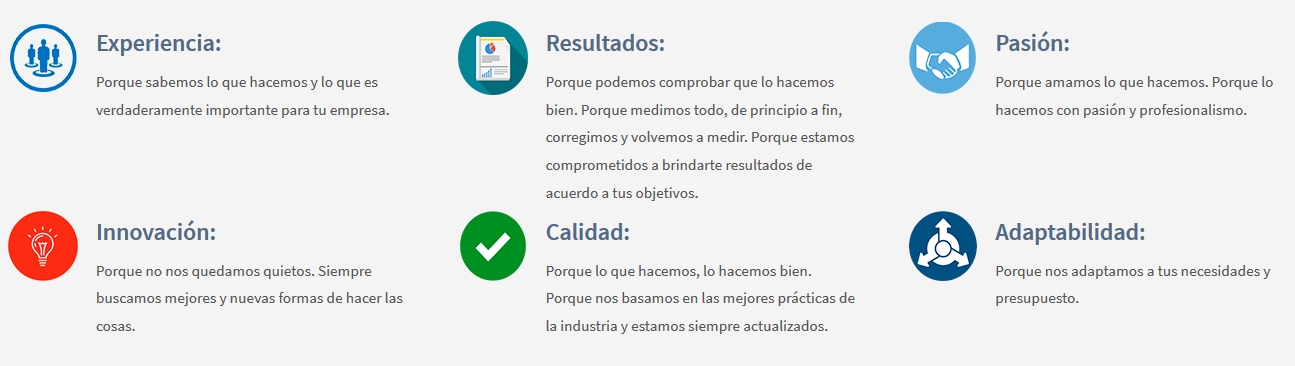 Experiencia:
Porque sabemos lo que hacemos y lo que es
verdaderamente importante para tu empresa.
Resultados:
Porque podemos comprobar que lo hacemos
bien. Porque medimos todo, de principio a fin,
corregimos y volvemos a medir. Porque estamos
comprometidos a brindarte resultados de
acuerdo a tus objetivos.
Pasión:
Porque amamos lo que hacemos. Porque lo
hacemos con pasión y profesionalismo.
Innovación:
Porque no nos quedamos quietos. Siempre
buscamos mejores y nuevas formas de hacer las
cosas.
Calidad:
Porque lo que hacemos, lo hacemos bien.
Porque nos basamos en las mejores prácticas de
la industria y estamos siempre actualizados.
Adaptabilidad:
Porque nos adaptamos a tus necesidades y
presupuesto.